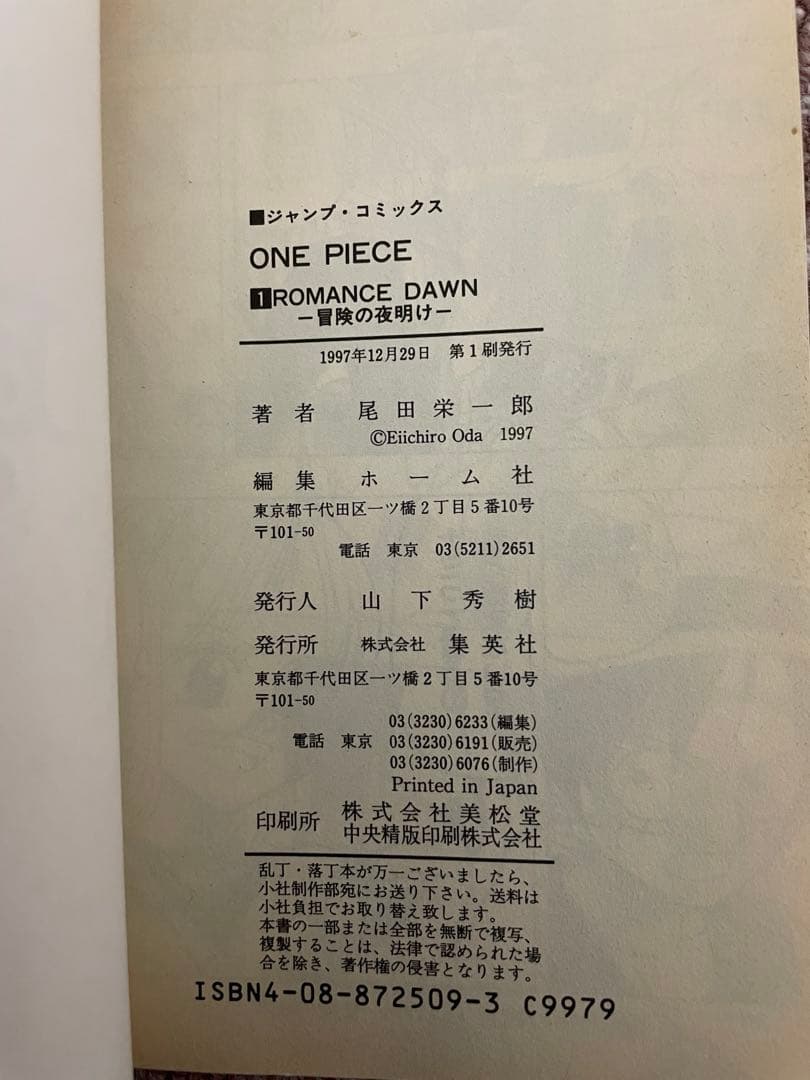 ■ジャンプ・コミックス
ONE PIECE
1 ROMANCE DAWN
－冒険の夜明け－
1997年12月29日　第1刷発行
著者　尾田栄一郎
©Eiichiro Oda 1997
編集　ホーム社
東京都千代田区一ツ橋2丁目5番10号
〒101-50
電話　東京　03(5211)2651
発行人　山下秀樹
発行所　株式会社　集英社
東京都千代田区一ツ橋2丁目5番10号
〒101-50
03(3230)6233(編集)
電話　東京　03(3230)6191(販売)
03(3230)6076(制作)
Printed in Japan
印刷所　株式会社美松堂
中央精版印刷株式会社
乱丁・落丁本が万一ございましたら、
小社制作部宛にお送り下さい。送料は
小社負担でお取り替え致します。
本書の一部または全部を無断で複写、
複製することは、法律で認められた場
合を除き、著作権の侵害となります。
ISBN4-08-872509-3 C9979